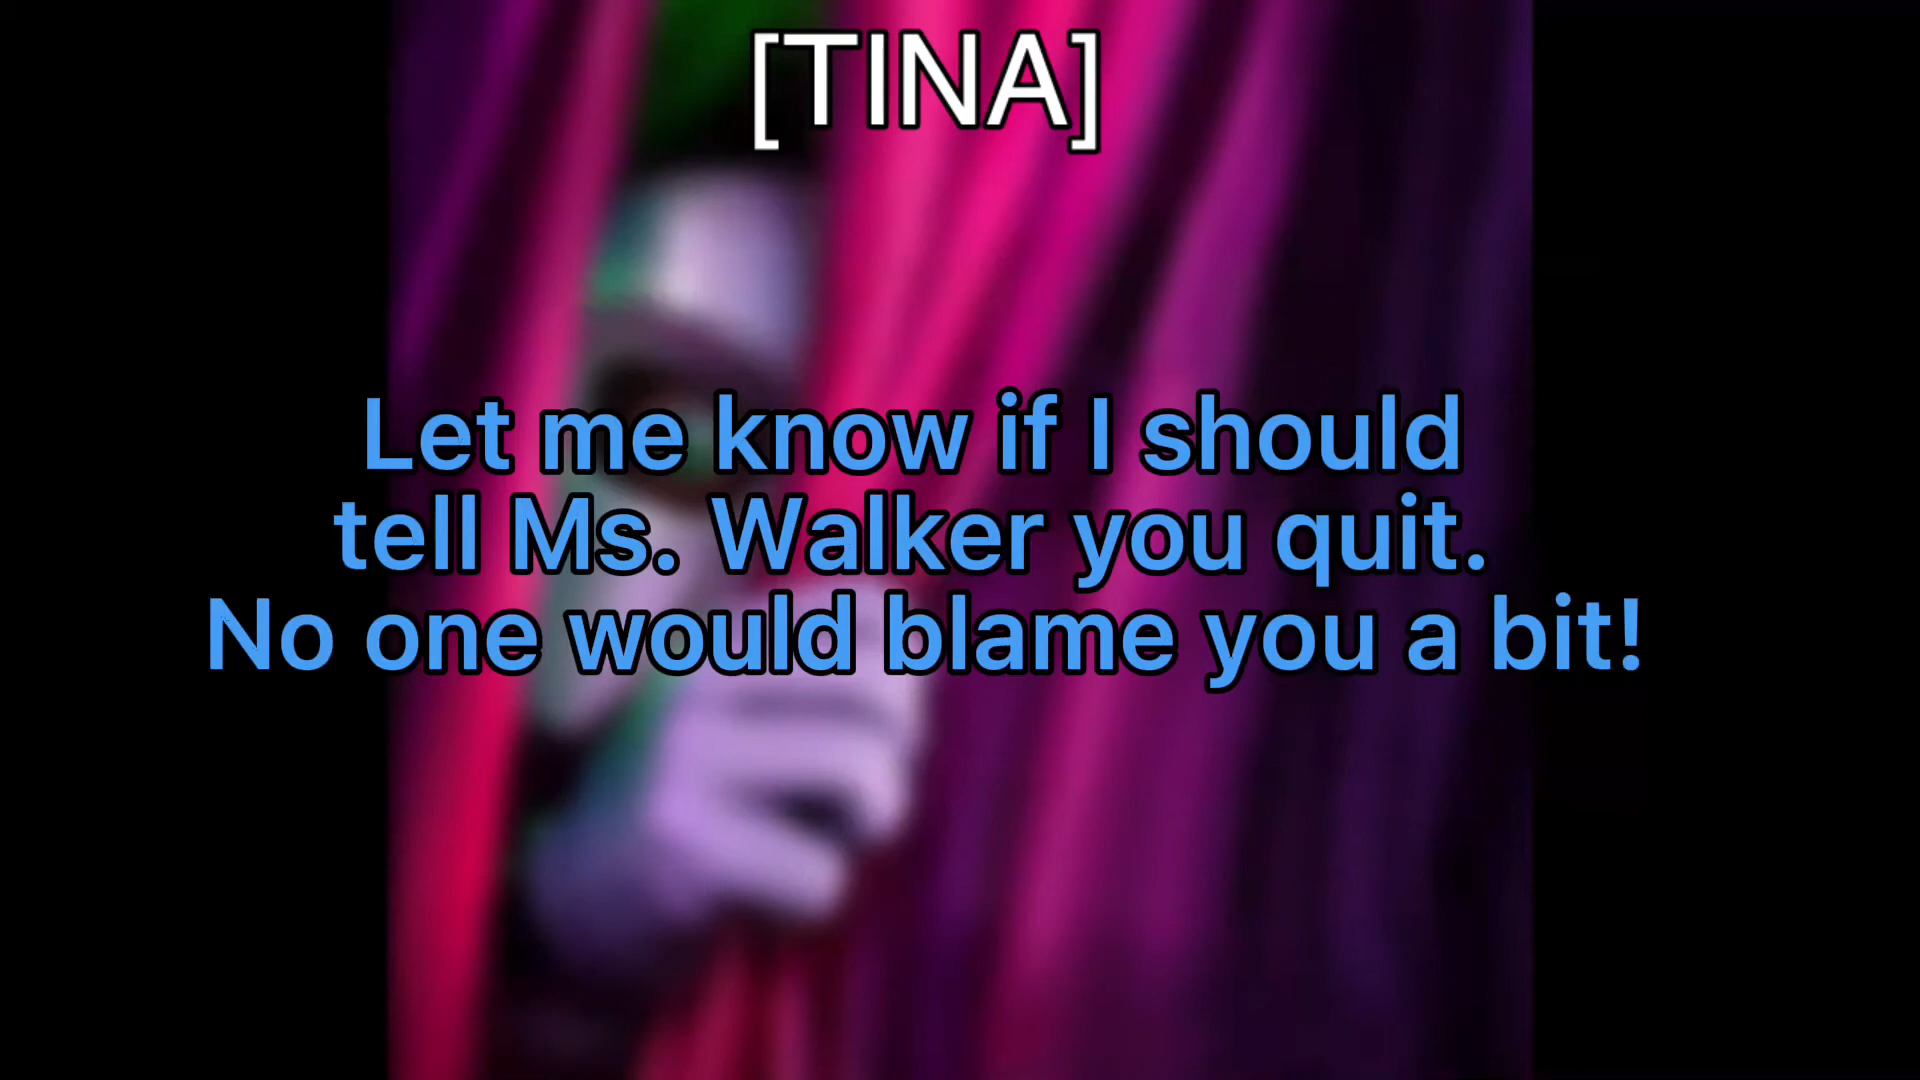 [TINA]
Let me know if I should
tell Ms. Walker you quit.
No one would blame you a bit!